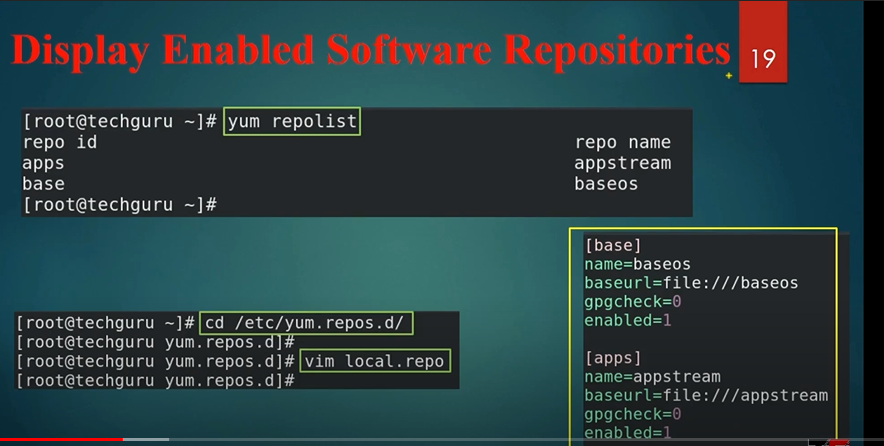 Display Enabled Software Repositories
19
[root@techguru ~]# yum repolist
repo id repo name
apps appstream
base baseos
[root@techguru ~]#
[root@techguru ~]# cd /etc/yum.repos.d/
[root@techguru yum.repos.d]#
[root@techguru yum.repos.d]# vim local.repo
[root@techguru yum.repos.d]#
[base]
name=baseos
baseurl=file:///baseos
gpgcheck=0
enabled=1
[apps]
name=appstream
baseurl=file:///appstream
gpgcheck=0
enabled=1